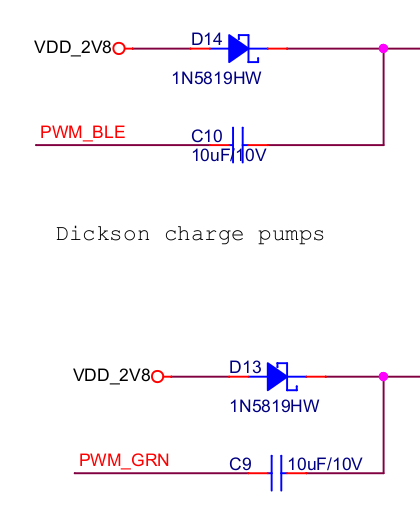 D14
VDD_2V8
1N5819HW
PWM_BLE
C10
10uF/10V
Dickson charge pumps
D13
VDD_2V8
1N5819HW
PWM_GRN
C9 10uF/10V